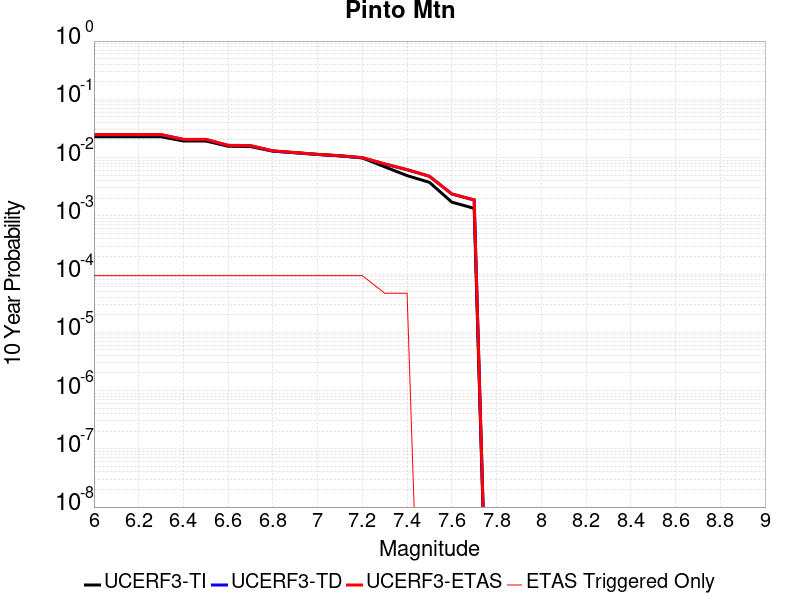 Pinto Mtn
10 0
10 -1
10 -2
10 -3
10 -4
10 -5
10 -6
10 -7
10 -8
10 Year Probability
6 6.2 6.4 6.6 6.8 7 7.2 7.4 7.6 7.8 8 8.2 8.4 8.6 8.8 9
Magnitude
UCERF3-TI UCERF3-TD UCERF3-ETAS ETAS Triggered Only